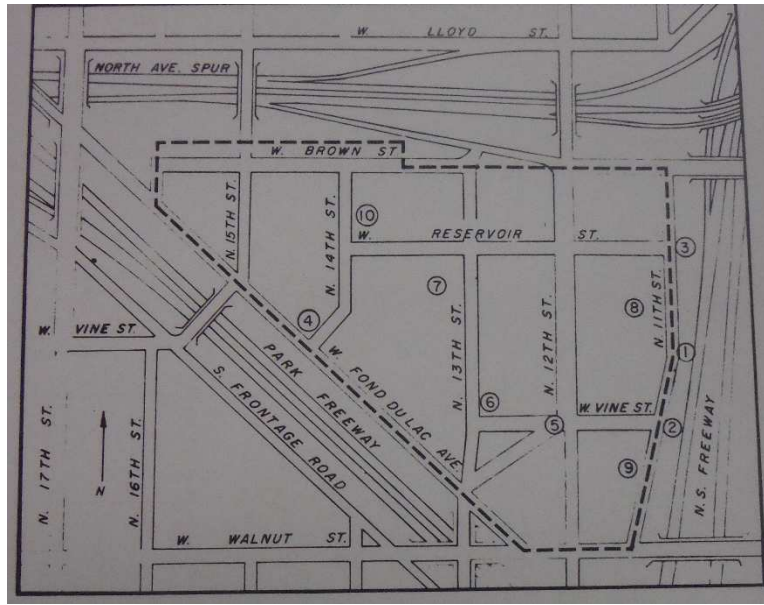 W. LLOYD ST.
NORTH AVE. SPUR
W. BROWN ST
N. 15TH ST.
N. 14TH ST.
10
W. RESERVOIR ST.
3
7
8
N. 13TH ST.
N. 12TH ST.
N. 11TH ST.
4
1
W. VINE ST.
PARK FREEWAY
W. FOND DU LAC AVE.
S. FRONTAGE ROAD
6
5
W. VINE ST.
2
9
N. 17TH ST.
N. 16TH ST.
N
N.S. FREEWAY
W. WALNUT ST.